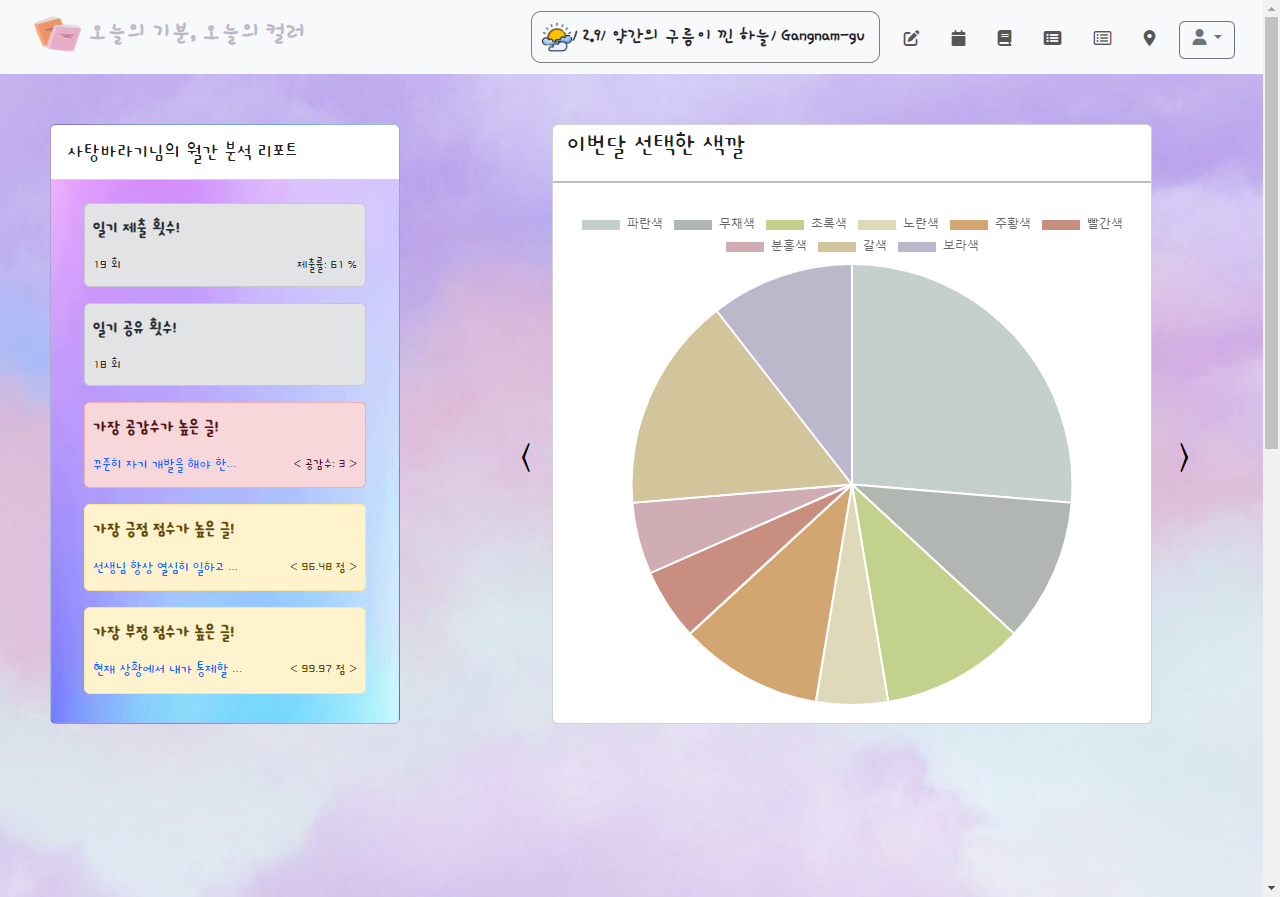 오늘의 기분, 오늘의 컬러
/ 2.9/ 약간의 구름이 낀 하늘/ Gangnam-gu
사탕바라기님의 월간 분석 리포트
일기 제출 횟수!
19 회 제출률: 61 %
일기 공유 횟수!
18 회
가장 공감수가 높은 글!
꾸준히 자기 개발을 해야 한... < 공감수: 3 >
가장 긍정 점수가 높은 글!
선생님 항상 열심히 일하고 ... < 96.48 점 >
가장 부정 점수가 높은 글!
현재 상황에서 내가 통제할 ... < 99.97 점 >
이번달 선택한 색깔
파란색 무채색 초록색 노란색 주황색 빨간색
분홍색 갈색 보라색